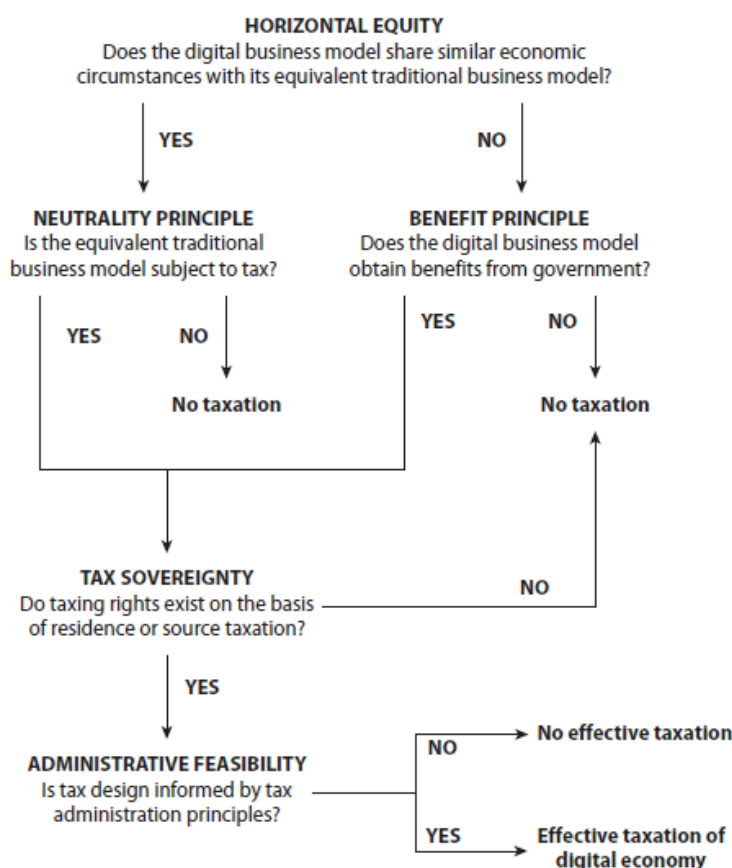 HORIZONTAL EQUITY
Does the digital business model share similar economic
circumstances with its equivalent traditional business model?
YES
NO
NEUTRALITY PRINCIPLE
Is the equivalent traditional
business model subject to tax?
BENEFIT PRINCIPLE
Does the digital business model
obtain benefits from government?
YES
NO
YES
NO
No taxation
No taxation
TAX SOVEREIGNTY
Do taxing rights exist on the basis
of residence or source taxation?
NO
YES
ADMINISTRATIVE FEASIBILITY
Is tax design informed by tax
administration principles?
NO
No effective taxation
YES
Effective taxation of
digital economy